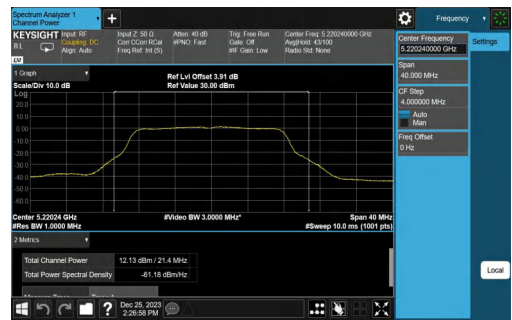 Spectrum Analyzer 1
Channel Power
+
Frequency
KEYSIGHT
RL
Input: RF
Coupling: DC
Align: Auto
Input Z: 50 Ω
Corr CCorr RCal
Freq Ref: Int (S)
Atten: 40 dB
#PNO: Fast
Trig: Free Run
Gate: Off
#IF Gain: Low
Center Freq: 5.220240000 GHz
Avg|Hold: 43/100
Radio Std: None
LV
Center Frequency
5.220240000 GHz
Settings
Span
40.000 MHz
CF Step
4.000000 MHz
Auto
Man
Freq Offset
0 Hz
Local
1 Graph
Scale/Div 10.0 dB
Ref Lvl Offset 3.91 dB
Ref Value 30.00 dBm
Log
20.0
10.0
0.00
-10.0
-20.0
-30.0
-40.0
-50.0
-60.0
Center 5.22024 GHz
#Res BW 1.0000 MHz
#Video BW 3.0000 MHz*
Span 40 MHz
#Sweep 10.0 ms (1001 pts)
2 Metrics
Total Channel Power 12.13 dBm / 21.4 MHz
Total Power Spectral Density -61.18 dBm/Hz
?
Dec 25, 2023
2:26:58 PM